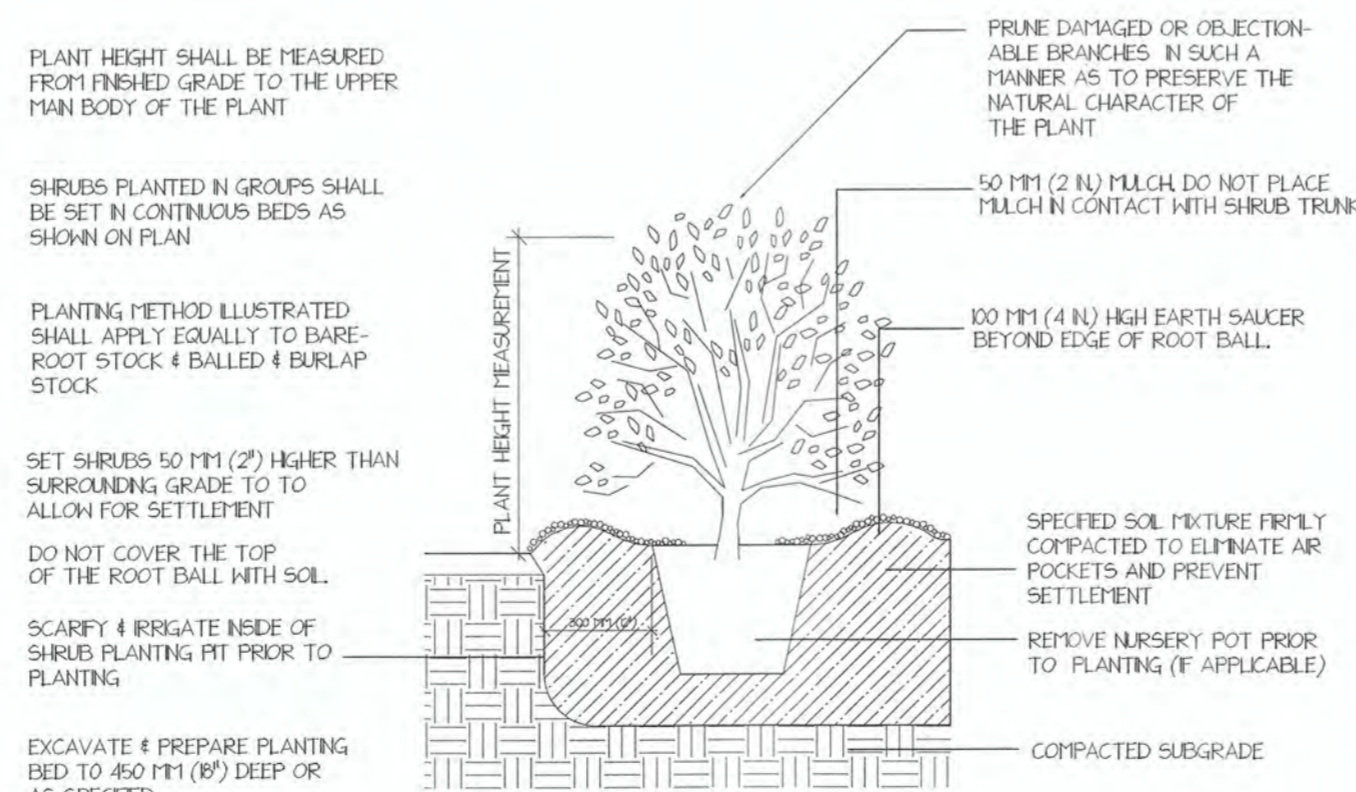 PLANT HEIGHT SHALL BE MEASURED
FROM FINISHED GRADE TO THE UPPER
MAIN BODY OF THE PLANT
SHRUBS PLANTED IN GROUPS SHALL
BE SET IN CONTINUOUS BEDS AS
SHOWN ON PLAN
PLANTING METHOD ILLUSTRATED
SHALL APPLY EQUALLY TO BARE-
ROOT STOCK & BALLED & BURLAP
STOCK
SET SHRUBS 50 MM (2") HIGHER THAN
SURROUNDING GRADE TO TO
ALLOW FOR SETTLEMENT
DO NOT COVER THE TOP
OF THE ROOT BALL WITH SOIL.
SCARIFY & IRRIGATE INSIDE OF
SHRUB PLANTING PIT PRIOR TO
PLANTING
EXCAVATE & PREPARE PLANTING
BED TO 450 MM (18") DEEP OR
AS SPECIFIED
PLANT HEIGHT MEASUREMENT
300 MM
PRUNE DAMAGED OR OBJECTION-
ABLE BRANCHES IN SUCH A
MANNER AS TO PRESERVE THE
NATURAL CHARACTER OF
THE PLANT
50 MM (2 IN.) MULCH. DO NOT PLACE
MULCH IN CONTACT WITH SHRUB TRUNK
100 MM (4 IN.) HIGH EARTH SAUCER
BEYOND EDGE OF ROOT BALL.
SPECIFIED SOIL MIXTURE FIRMLY
COMPACTED TO ELIMINATE AIR
POCKETS AND PREVENT
SETTLEMENT
REMOVE NURSERY POT PRIOR
TO PLANTING (IF APPLICABLE)
COMPACTED SUBGRADE